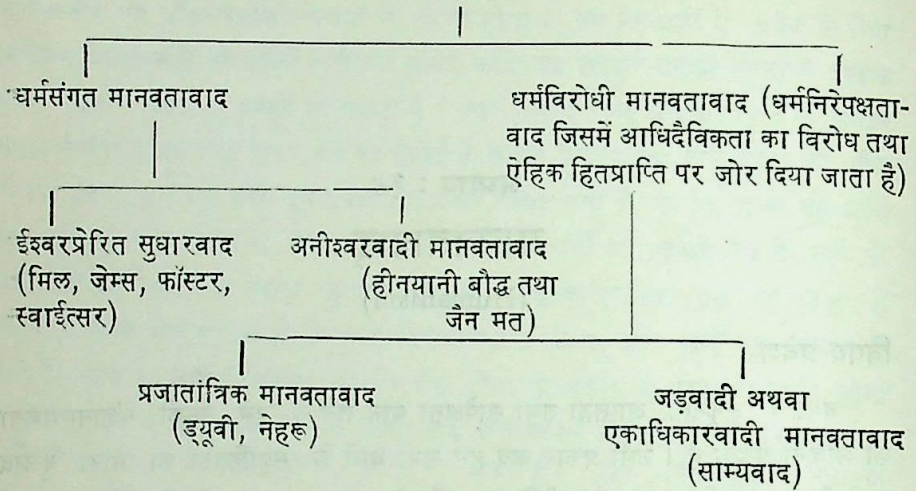 धर्मसंगत मानवतावाद
धर्मविरोधी मानवतावाद (धर्मनिरपेक्षता-
वाद जिसमें आधिदैविकता का विरोध तथा
ऐहिक हितप्राप्ति पर जोर दिया जाता है)
ईश्वरप्रेरित सुधारवाद
(मिल, जेम्स, फॉस्टर,
स्वाईत्सर)
अनीश्वरवादी मानवतावाद
(हीनयानी बौद्ध तथा
जैन मत)
प्रजातांत्रिक मानवतावाद
(ड्यूवी, नेहरू)
जड़वादी अथवा
एकाधिकारवादी मानवतावाद
(साम्यवाद)